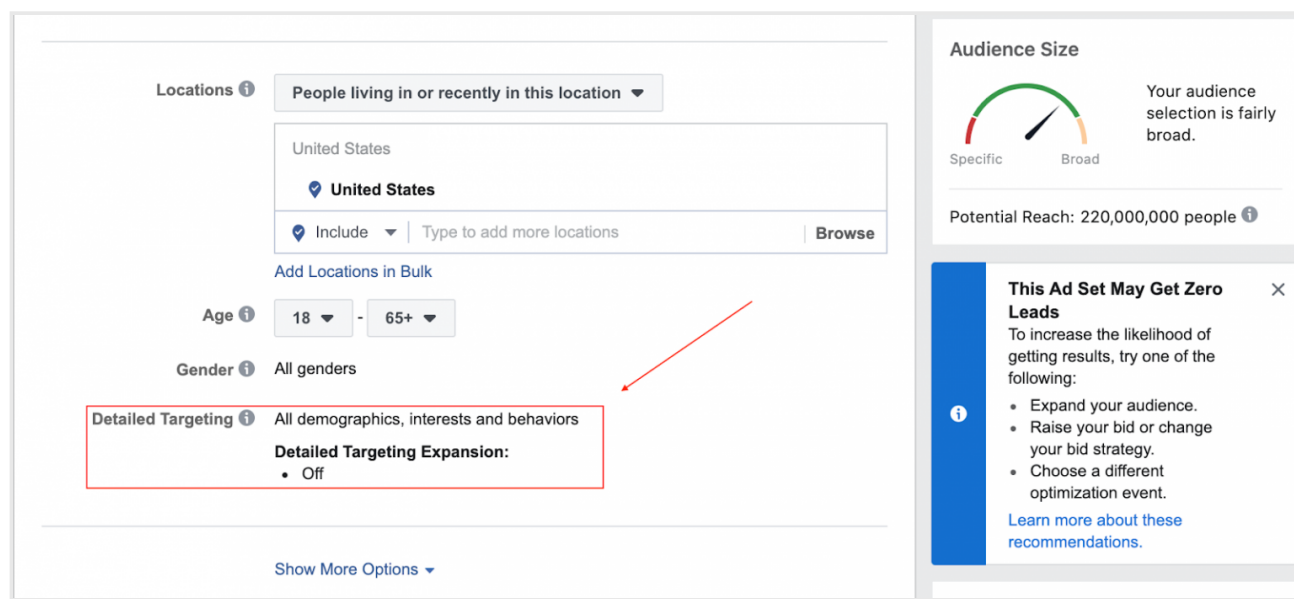 Locations
People living in or recently in this location
United States
United States
Include
Type to add more locations
Browse
Add Locations in Bulk
Age
18
-
65+
Gender
All genders
Detailed Targeting
All demographics, interests and behaviors
Detailed Targeting Expansion:
• Off
Show More Options
Audience Size
Your audience
selection is fairly
broad.
Specific
Broad
Potential Reach: 220,000,000 people
This Ad Set May Get Zero
Leads
To increase the likelihood of
getting results, try one of the
following:
• Expand your audience.
• Raise your bid or change
your bid strategy.
• Choose a different
optimization event.
Learn more about these
recommendations.